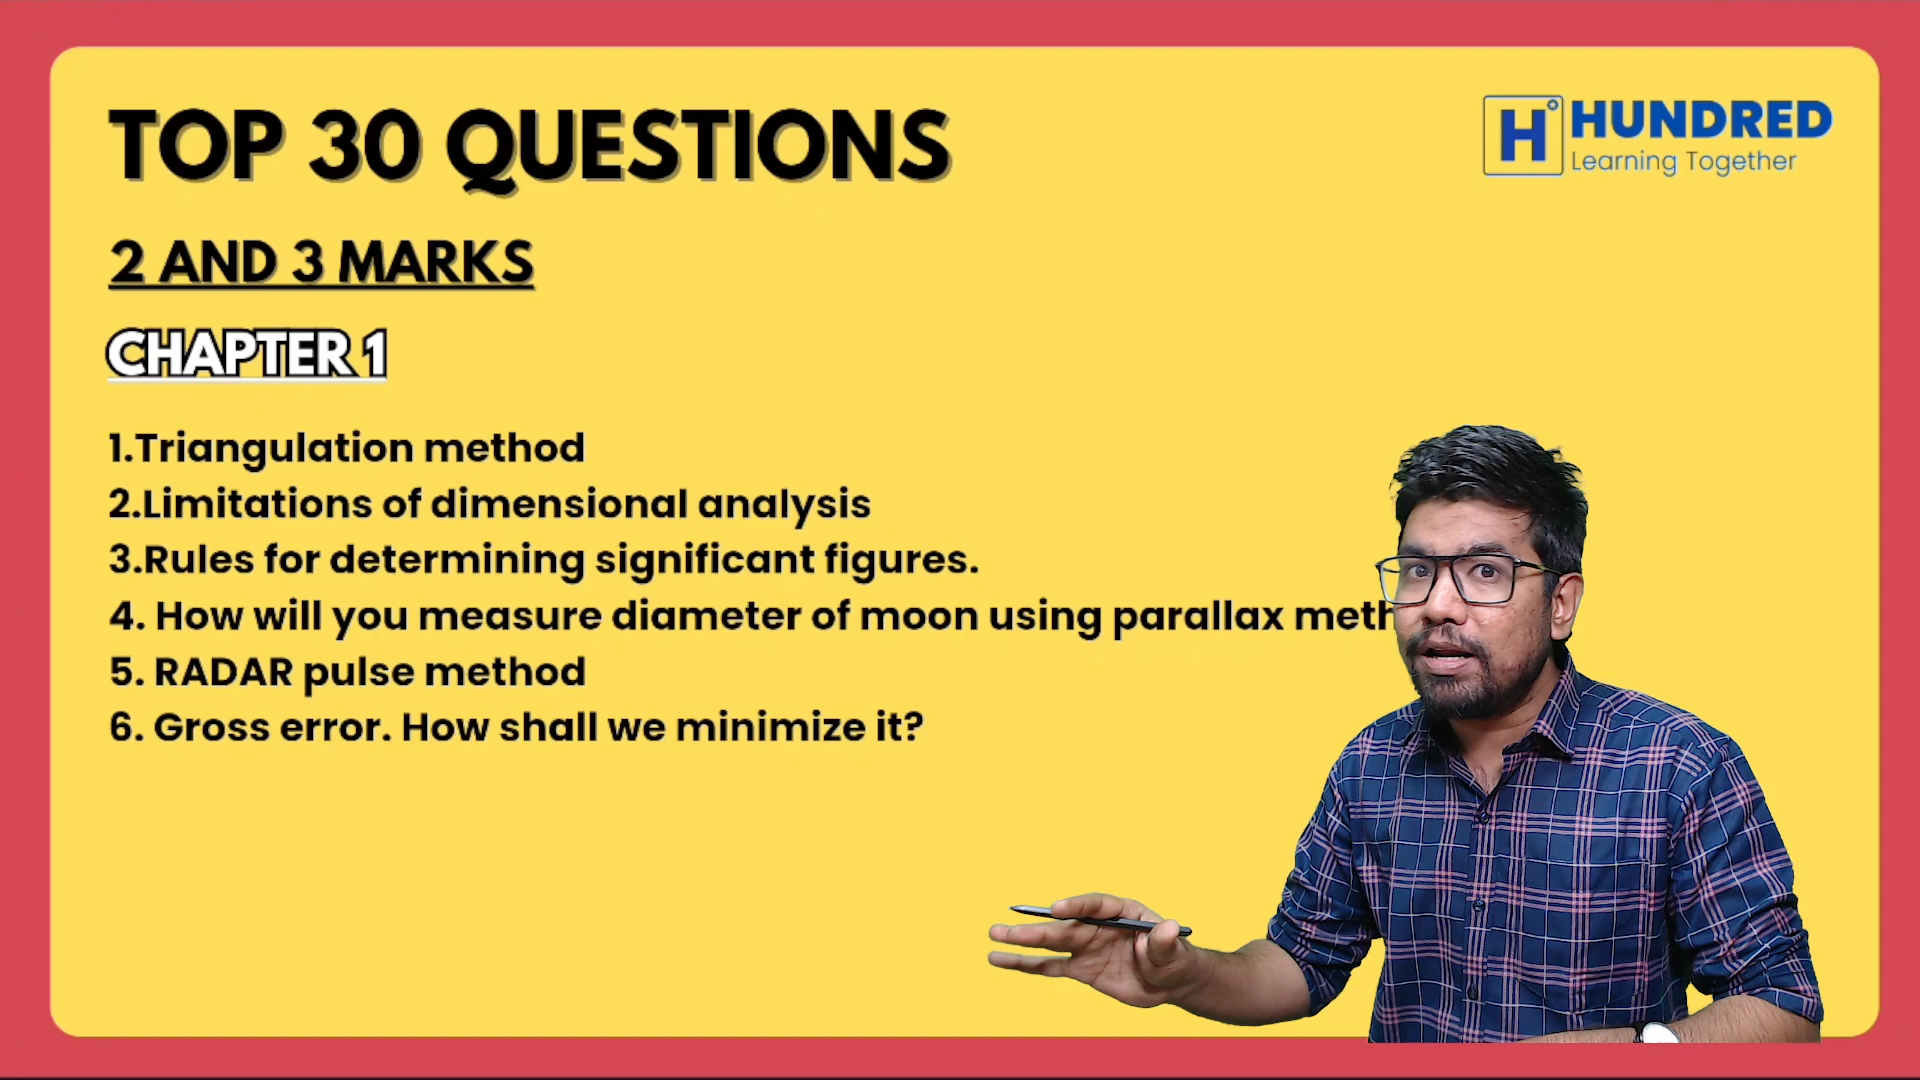 TOP 30 QUESTIONS
H HUNDRED
Learning Together
2 AND 3 MARKS
CHAPTER 1
1.Triangulation method
2.Limitations of dimensional analysis
3.Rules for determining significant figures.
4. How will you measure diameter of moon using parallax
5. RADAR pulse method
6. Gross error. How shall we minimize it?